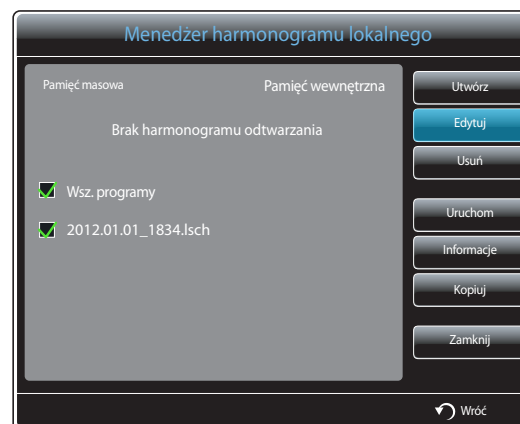 Menedżer harmonogramu lokalnego
Pamięć masowa Pamięć wewnętrzna
Brak harmonogramu odtwarzania
Wsz. programy
2012.01.01_1834.lsch
Utwórz
Edytuj
Usuń
Uruchom
Informacje
Kopiuj
Zamknij
Wróć